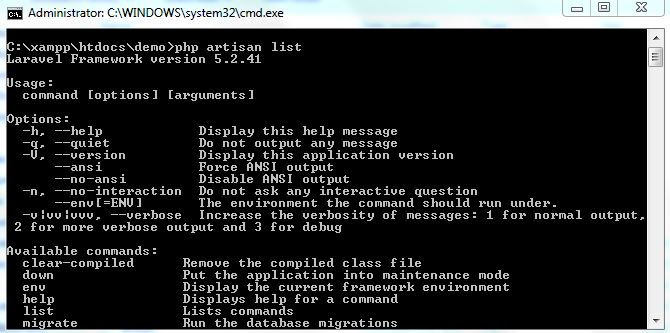 Administrator: C:\WINDOWS\system32\cmd.exe
C:\xampp\htdocs\demo>php artisan list
Laravel Framework version 5.2.41
Usage:
command [options] [arguments]
Options:
-h, --help Display this help message
-q, --quiet Do not output any message
-V, --version Display this application version
--ansi Force ANSI output
--no-ansi Disable ANSI output
-n, --no-interaction Do not ask any interactive question
--env[=ENV] The environment the command should run under.
-v|vv|vvv, --verbose Increase the verbosity of messages: 1 for normal output,
2 for more verbose output and 3 for debug
Available commands:
clear-compiled Remove the compiled class file
down Put the application into maintenance mode
env Display the current framework environment
help Displays help for a command
list Lists commands
migrate Run the database migrations